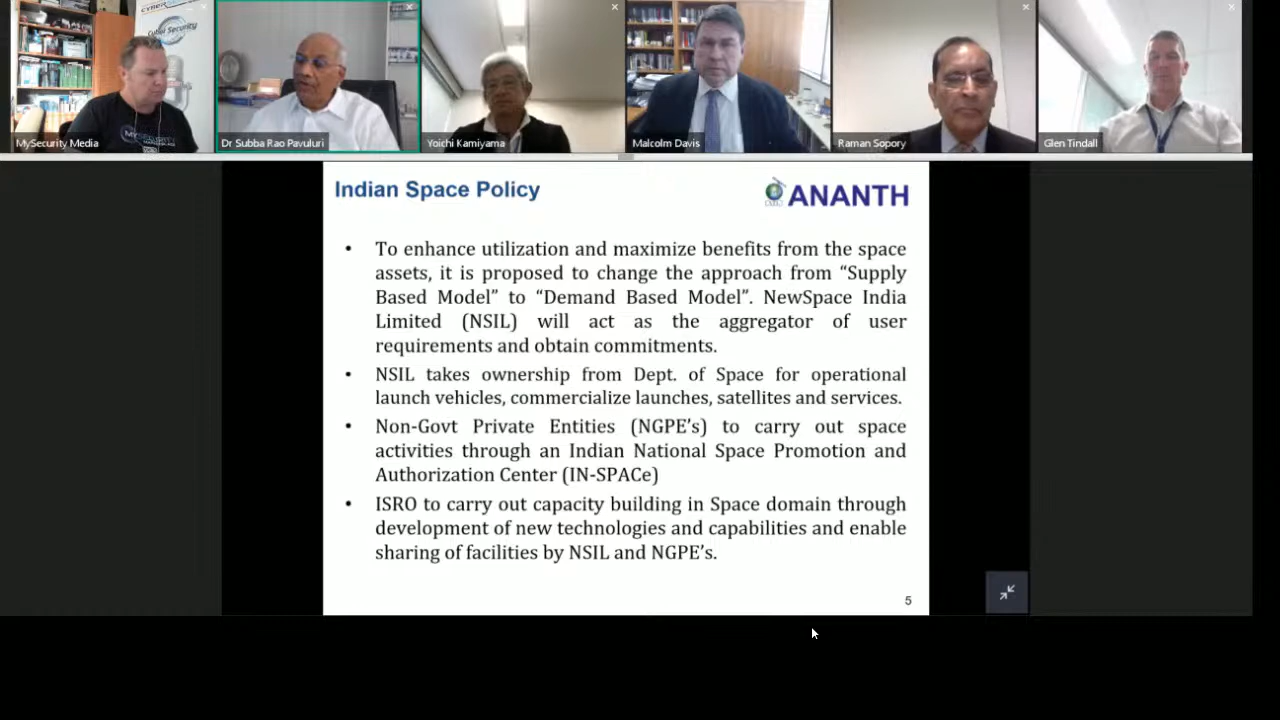 CYBER
Cyber Security
MySecurity Media
Dr Subba Rao Pavuluri
Yoichi Kamiyama
Malcolm Davis
Raman Sopory
Glen Tindall
Indian Space Policy
ANANTH
• To enhance utilization and maximize benefits from the space
assets, it is proposed to change the approach from “Supply
Based Model” to “Demand Based Model”. NewSpace India
Limited (NSIL) will act as the aggregator of user
requirements and obtain commitments.
• NSIL takes ownership from Dept. of Space for operational
launch vehicles, commercialize launches, satellites and services.
• Non-Govt Private Entities (NGPE’s) to carry out space
activities through an Indian National Space Promotion and
Authorization Center (IN-SPACe)
• ISRO to carry out capacity building in Space domain through
development of new technologies and capabilities and enable
sharing of facilities by NSIL and NGPE’s.
5